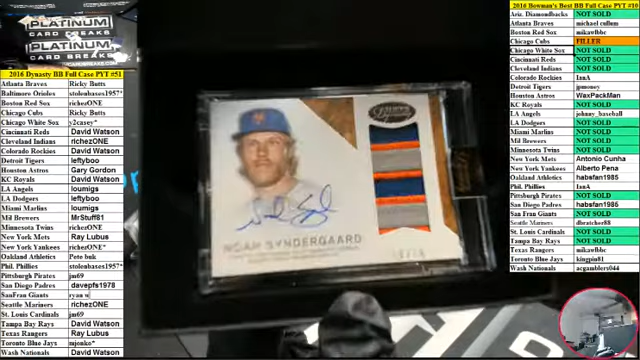 PLATINUM
CARD BREAKS
PLATINUM
CARD BREAKS
2016 Dynasty BB Full Case PYT #51
Atlanta Braves Ricky Butts
Baltimore Orioles stolenbases1957*
Boston Red Sox richezONE
Chicago Cubs Ricky Butts
Chicago White Sox y2casey*
Cincinnati Reds David Watson
Cleveland Indians richezONE
Colorado Rockies David Watson
Detroit Tigers leftyboo
Houston Astros Gary Gordon
KC Royals David Watson
LA Angels loumigs
LA Dodgers leftyboo
Miami Marlins loumigs
Mil Brewers MrStuff81
Minnesota Twins richezONE
New York Mets Ray Lubus
New York Yankees richezONE*
Oakland Athletics Pete buk
Phil. Phillies stolenbases1957*
Pittsburgh Pirates jm69
San Diego Padres davepfs1978
SanFran Giants ryan w
Seattle Mariners richezONE
St. Louis Cardinals jm69
Tampa Bay Rays David Watson
Texas Rangers Ray Lubus
Toronto Blue Jays mjonko*
Wash Nationals David Watson
NOAH SYNDERGAARD
2016 Bowman's Best BB Full Case PYT #10
Ariz. Diamondbacks NOT SOLD
Atlanta Braves michael cullum
Boston Red Sox mikawlbbc
Chicago Cubs FILLER
Chicago White Sox NOT SOLD
Cincinnati Reds NOT SOLD
Cleveland Indians NOT SOLD
Colorado Rockies IanA
Detroit Tigers jpmoney
Houston Astros WaxPackMan
KC Royals NOT SOLD
LA Angels johnny_baseball
LA Dodgers NOT SOLD
Miami Marlins NOT SOLD
Mil Brewers NOT SOLD
Minnesota Twins NOT SOLD
New York Mets Antonio Cunha
New York Yankees Alberto Pena
Oakland Athletics habsfan1985
Phil. Phillies IanA
Pittsburgh Pirates NOT SOLD
San Diego Padres habsfan1985
San Fran Giants NOT SOLD
Seattle Mariners dbratcher88
St. Louis Cardinals NOT SOLD
Tampa Bay Rays NOT SOLD
Texas Rangers mikawlbbc
Toronto Blue Jays kingpin81
Wash Nationals acgamblers044